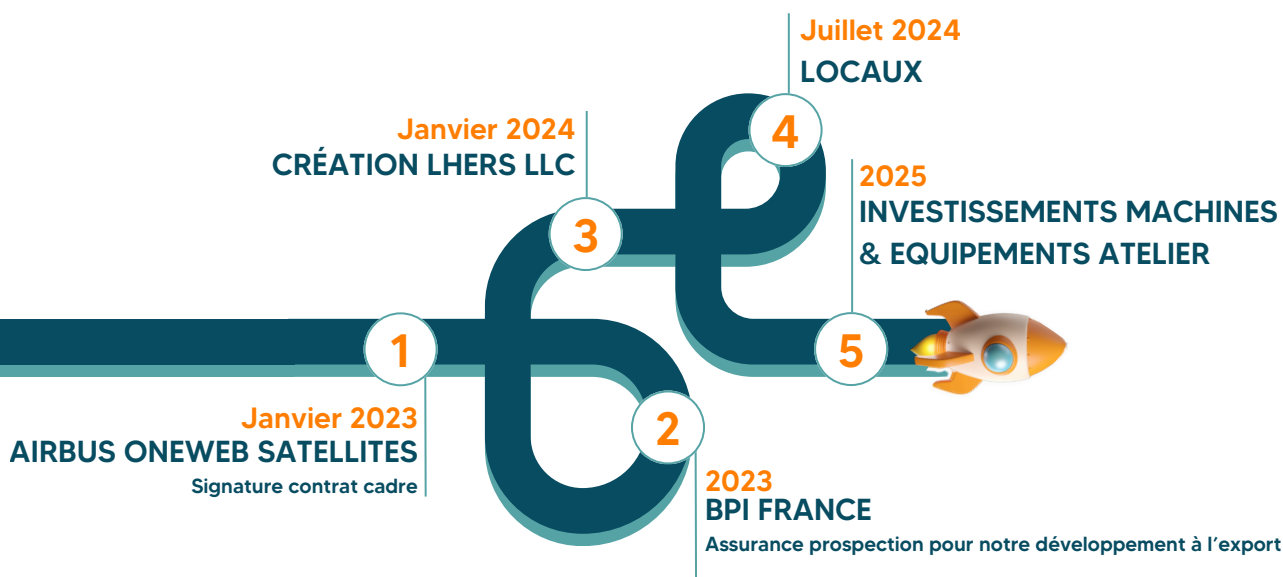 1
Janvier 2023
AIRBUS ONEWEB SATELLITES
Signature contrat cadre
2
2023
BPI FRANCE
Assurance prospection pour notre développement à l'export
3
Janvier 2024
CRÉATION LHERS LLC
4
Juillet 2024
LOCAUX
5
2025
INVESTISSEMENTS MACHINES
& EQUIPEMENTS ATELIER